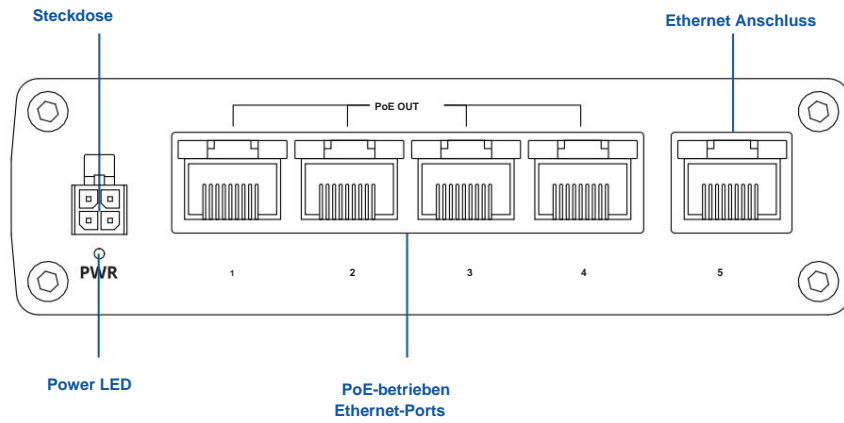 Steckdose
Ethernet Anschluss
PoE OUT
PWR
1
2
3
4
5
Power LED
PoE-betrieben
Ethernet-Ports